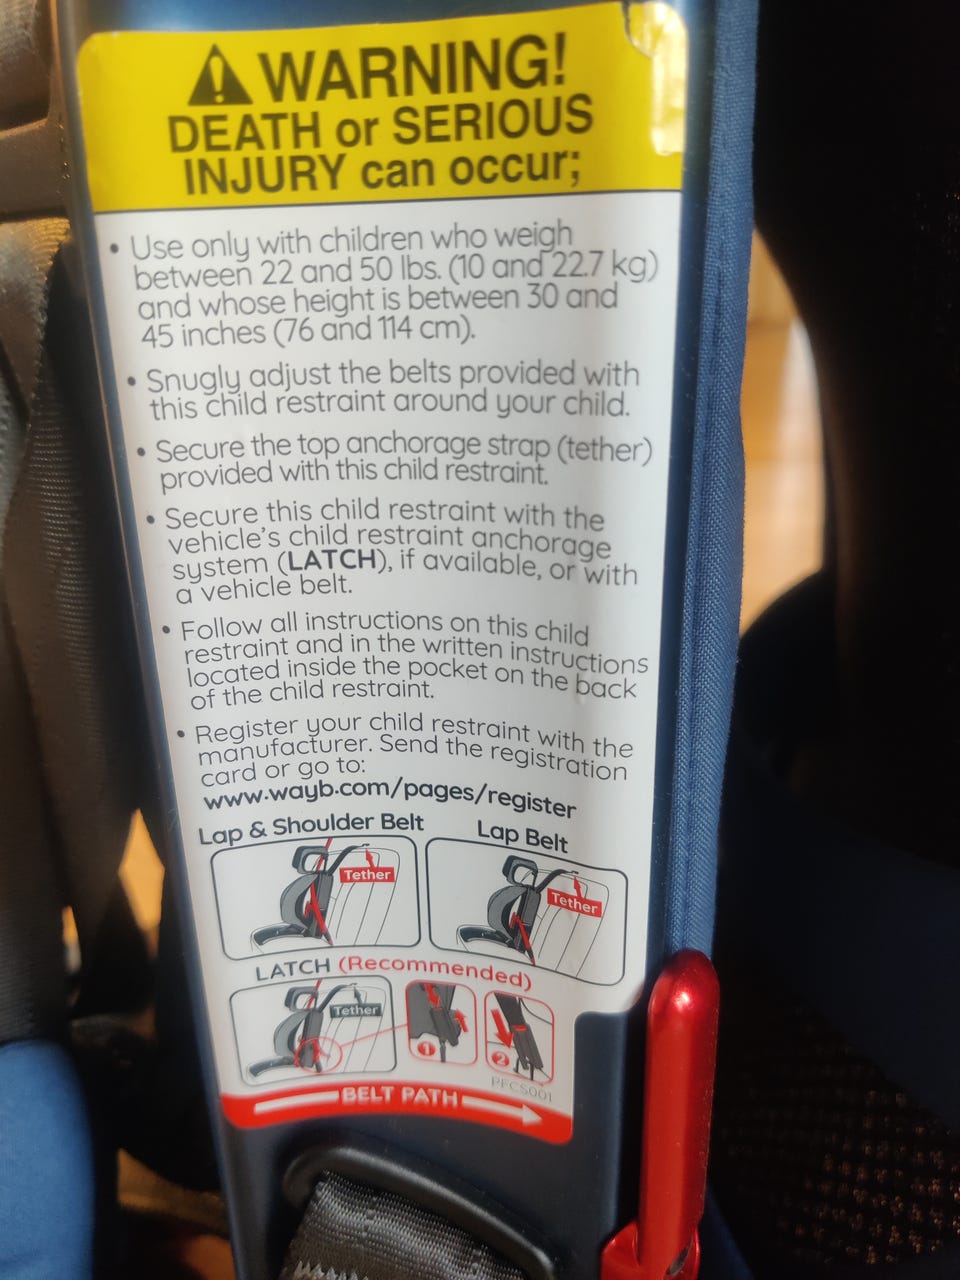 WARNING!
DEATH or SERIOUS
INJURY can occur;
• Use only with children who weigh
between 22 and 50 lbs. (10 and 22.7 kg)
and whose height is between 30 and
45 inches (76 and 114 cm).
• Snugly adjust the belts provided with
this child restraint around your child.
• Secure the top anchorage strap (tether)
provided with this child restraint.
• Secure this child restraint with the
vehicle's child restraint anchorage
system (LATCH), if available, or with
a vehicle belt.
• Follow all instructions on this child
restraint and in the written instructions
located inside the pocket on the back
of the child restraint.
• Register your child restraint with the
manufacturer. Send the registration
card or go to:
www.wayb.com/pages/register
Lap & Shoulder Belt
Lap Belt
Tether
Tether
LATCH (Recommended)
Tether
1
2
PFCS001
BELT PATH